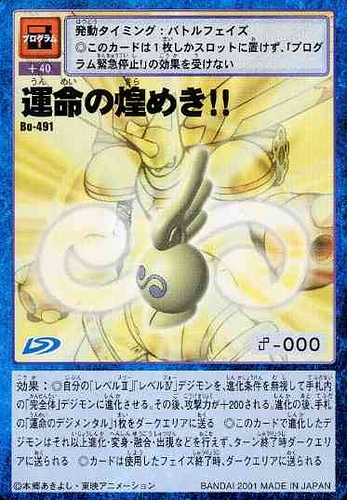 プログラム
+40
発動タイミング：バトルフェイズ
◎このカードは１枚しかスロットに置けず、「プログ
ラム緊急停止!」の効果を受けない
運命の煌めき!!
Bo-491
-000
効果：◎自分の「レベルⅢ」「レベルⅣ」デジモンを、進化条件を無視して手札内
の「完全体」デジモンに進化させる。その後、攻撃力が+200される。進化の後、手札
の「運命のデジメンタル」1枚をダークエリアに送る　◎このカードで進化したデ
ジモンはそれ以上進化・変身・融合・出現などを行えず、ターン終了時ダークエリ
アに送られる　◎カードは使用したフェイズ終了時、ダークエリアに送られる
©本郷あきよし・東映アニメーション
BANDAI 2001 MADE IN JAPAN